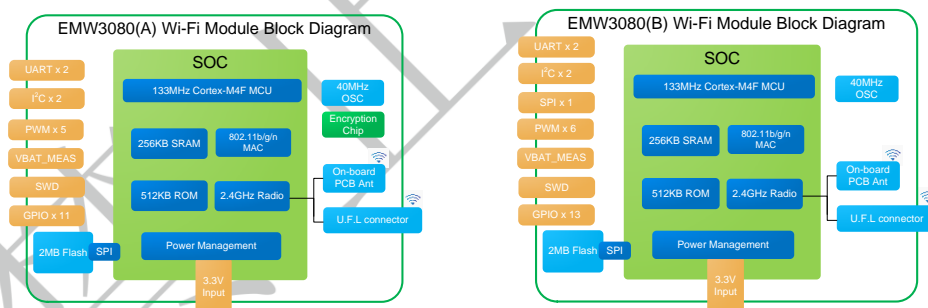 EMW3080(A) Wi-Fi Module Block Diagram
SOC
UART x 2
I²C x 2
PWM x 5
VBAT_MEAS
SWD
GPIO x 11
2MB Flash
SPI
133MHz Cortex-M4F MCU
256KB SRAM
802.11b/g/n
MAC
512KB ROM
2.4GHz Radio
Power Management
3.3V
Input
40MHz
OSC
Encryption
Chip
On-board
PCB Ant
U.F.L connector
EMW3080(B) Wi-Fi Module Block Diagram
SOC
UART x 2
I²C x 2
SPI x 1
PWM x 6
VBAT_MEAS
SWD
GPIO x 13
2MB Flash
SPI
133MHz Cortex-M4F MCU
256KB SRAM
802.11b/g/n
MAC
512KB ROM
2.4GHz Radio
Power Management
3.3V
Input
40MHz
OSC
On-board
PCB Ant
U.F.L connector